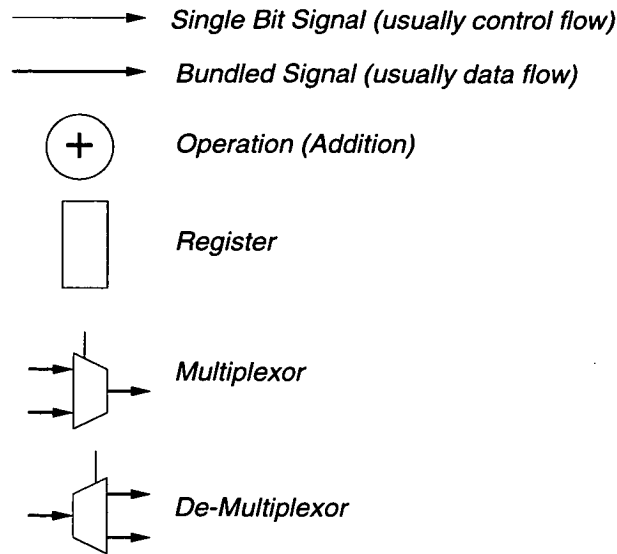 Single Bit Signal (usually control flow)
Bundled Signal (usually data flow)
+ Operation (Addition)
Register
Multiplexor
De-Multiplexor